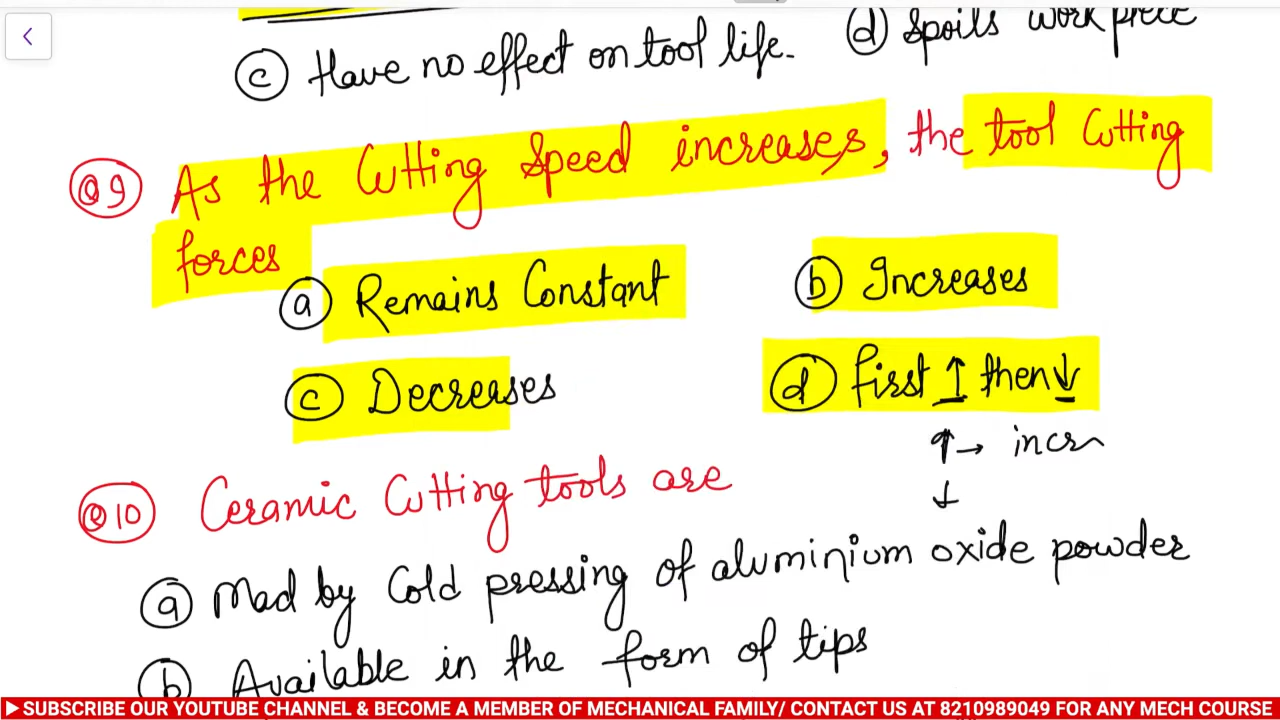 (c) Have no effect on tool life. (d) Spoils work piece
Q9 As the Cutting Speed increases, the tool Cutting
forces
(a) Remains Constant (b) Increases
(c) Decreases (d) first ↑ then ↓
↑ → incr
↓
Q10 Ceramic Cutting tools are
(a) Mad by Cold pressing of aluminium oxide powder
(b) Available in the form of tips
▶SUBSCRIBE OUR YOUTUBE CHANNEL & BECOME A MEMBER OF MECHANICAL FAMILY/ CONTACT US AT 8210989049 FOR ANY MECH COURSE